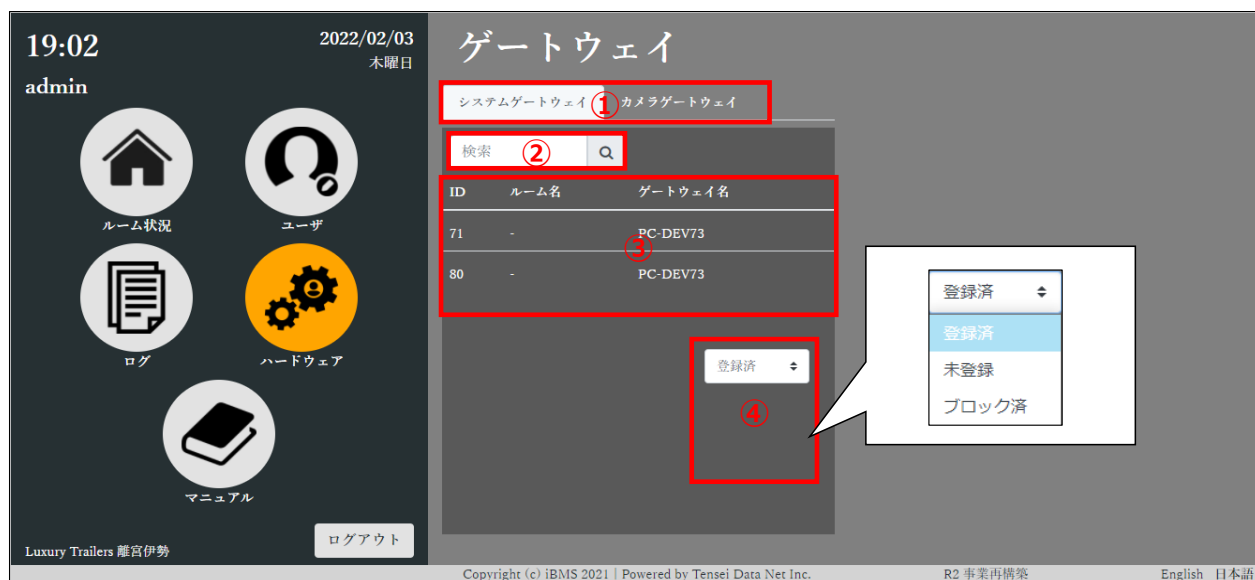 19:02
2022/02/03
木曜日
admin
ルーム状況
ユーザ
ログ
ハードウェア
マニュアル
Luxury Trailers 離宮伊勢
ログアウト
ゲートウェイ
システムゲートウェイ ① カメラゲートウェイ
検索 ②
ID ルーム名 ゲートウェイ名
71 - PC-DEV73
③
80 - PC-DEV73
登録済
④
登録済
登録済
未登録
ブロック済
Copyright (c) iBMS 2021 | Powered by Tensei Data Net Inc.
R2 事業再構築
English 日本語